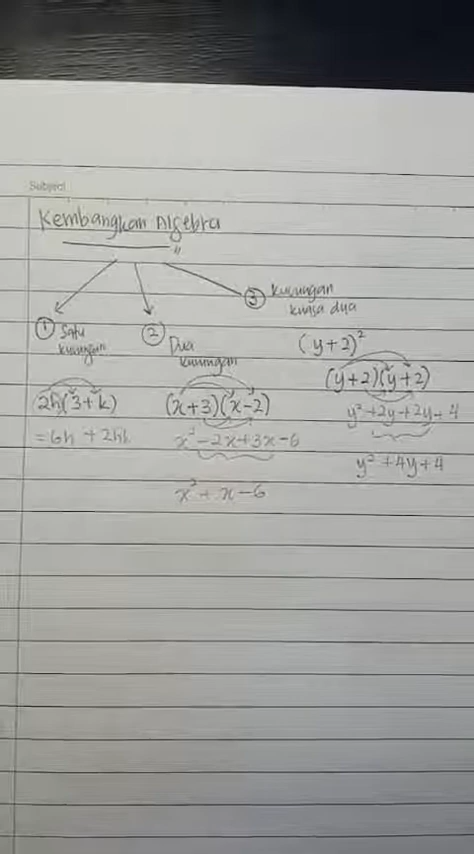 Subject
Kembangkan Algebra
① Satu
kurungan
2h(3+k)
=6h + 2hk
② Dua
kurungan
(x+3)(x-2)
x²-2x+3x-6
x²+x-6
③ kurungan
kuasa dua
(y+2)²
(y+2)(y+2)
y²+2y+2y+4
y²+4y+4